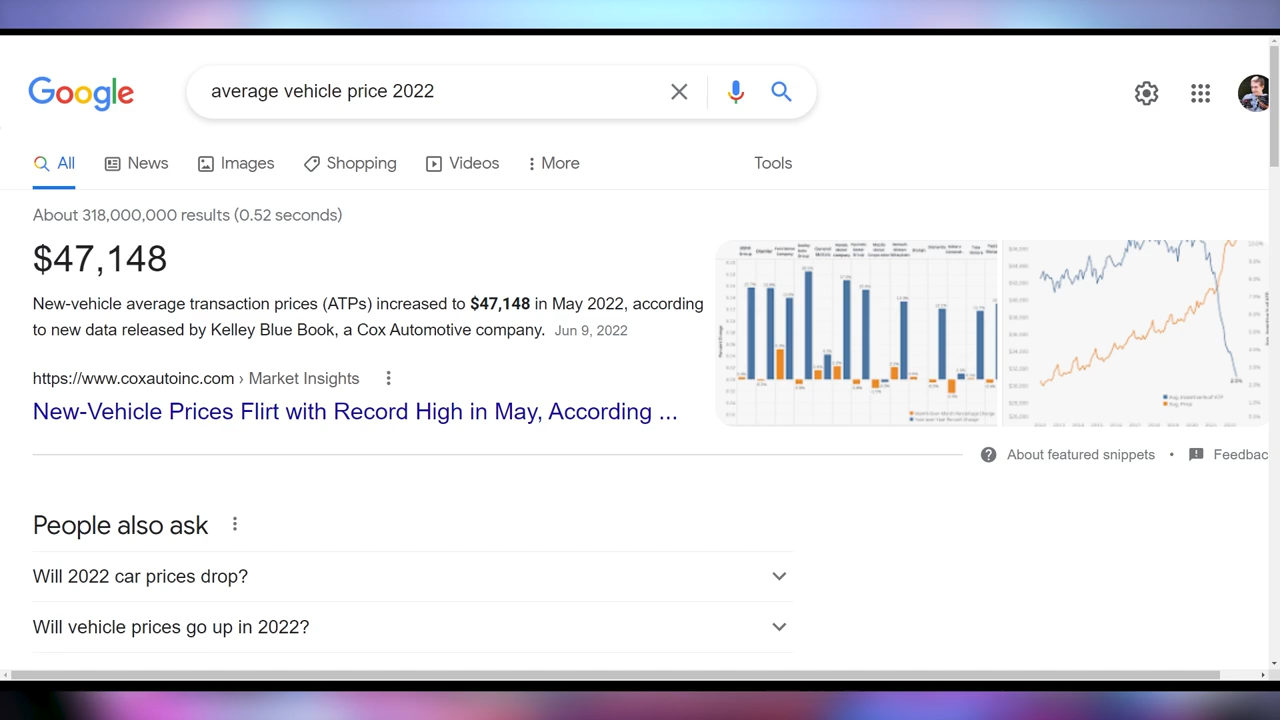 Google
average vehicle price 2022
All
News
Images
Shopping
Videos
More
Tools
About 318,000,000 results (0.52 seconds)
$47,148
New-vehicle average transaction prices (ATPs) increased to $47,148 in May 2022, according
to new data released by Kelley Blue Book, a Cox Automotive company. Jun 9, 2022
https://www.coxautoinc.com › Market Insights
New-Vehicle Prices Flirt with Record High in May, According ...
About featured snippets • Feedbac
People also ask
Will 2022 car prices drop?
Will vehicle prices go up in 2022?